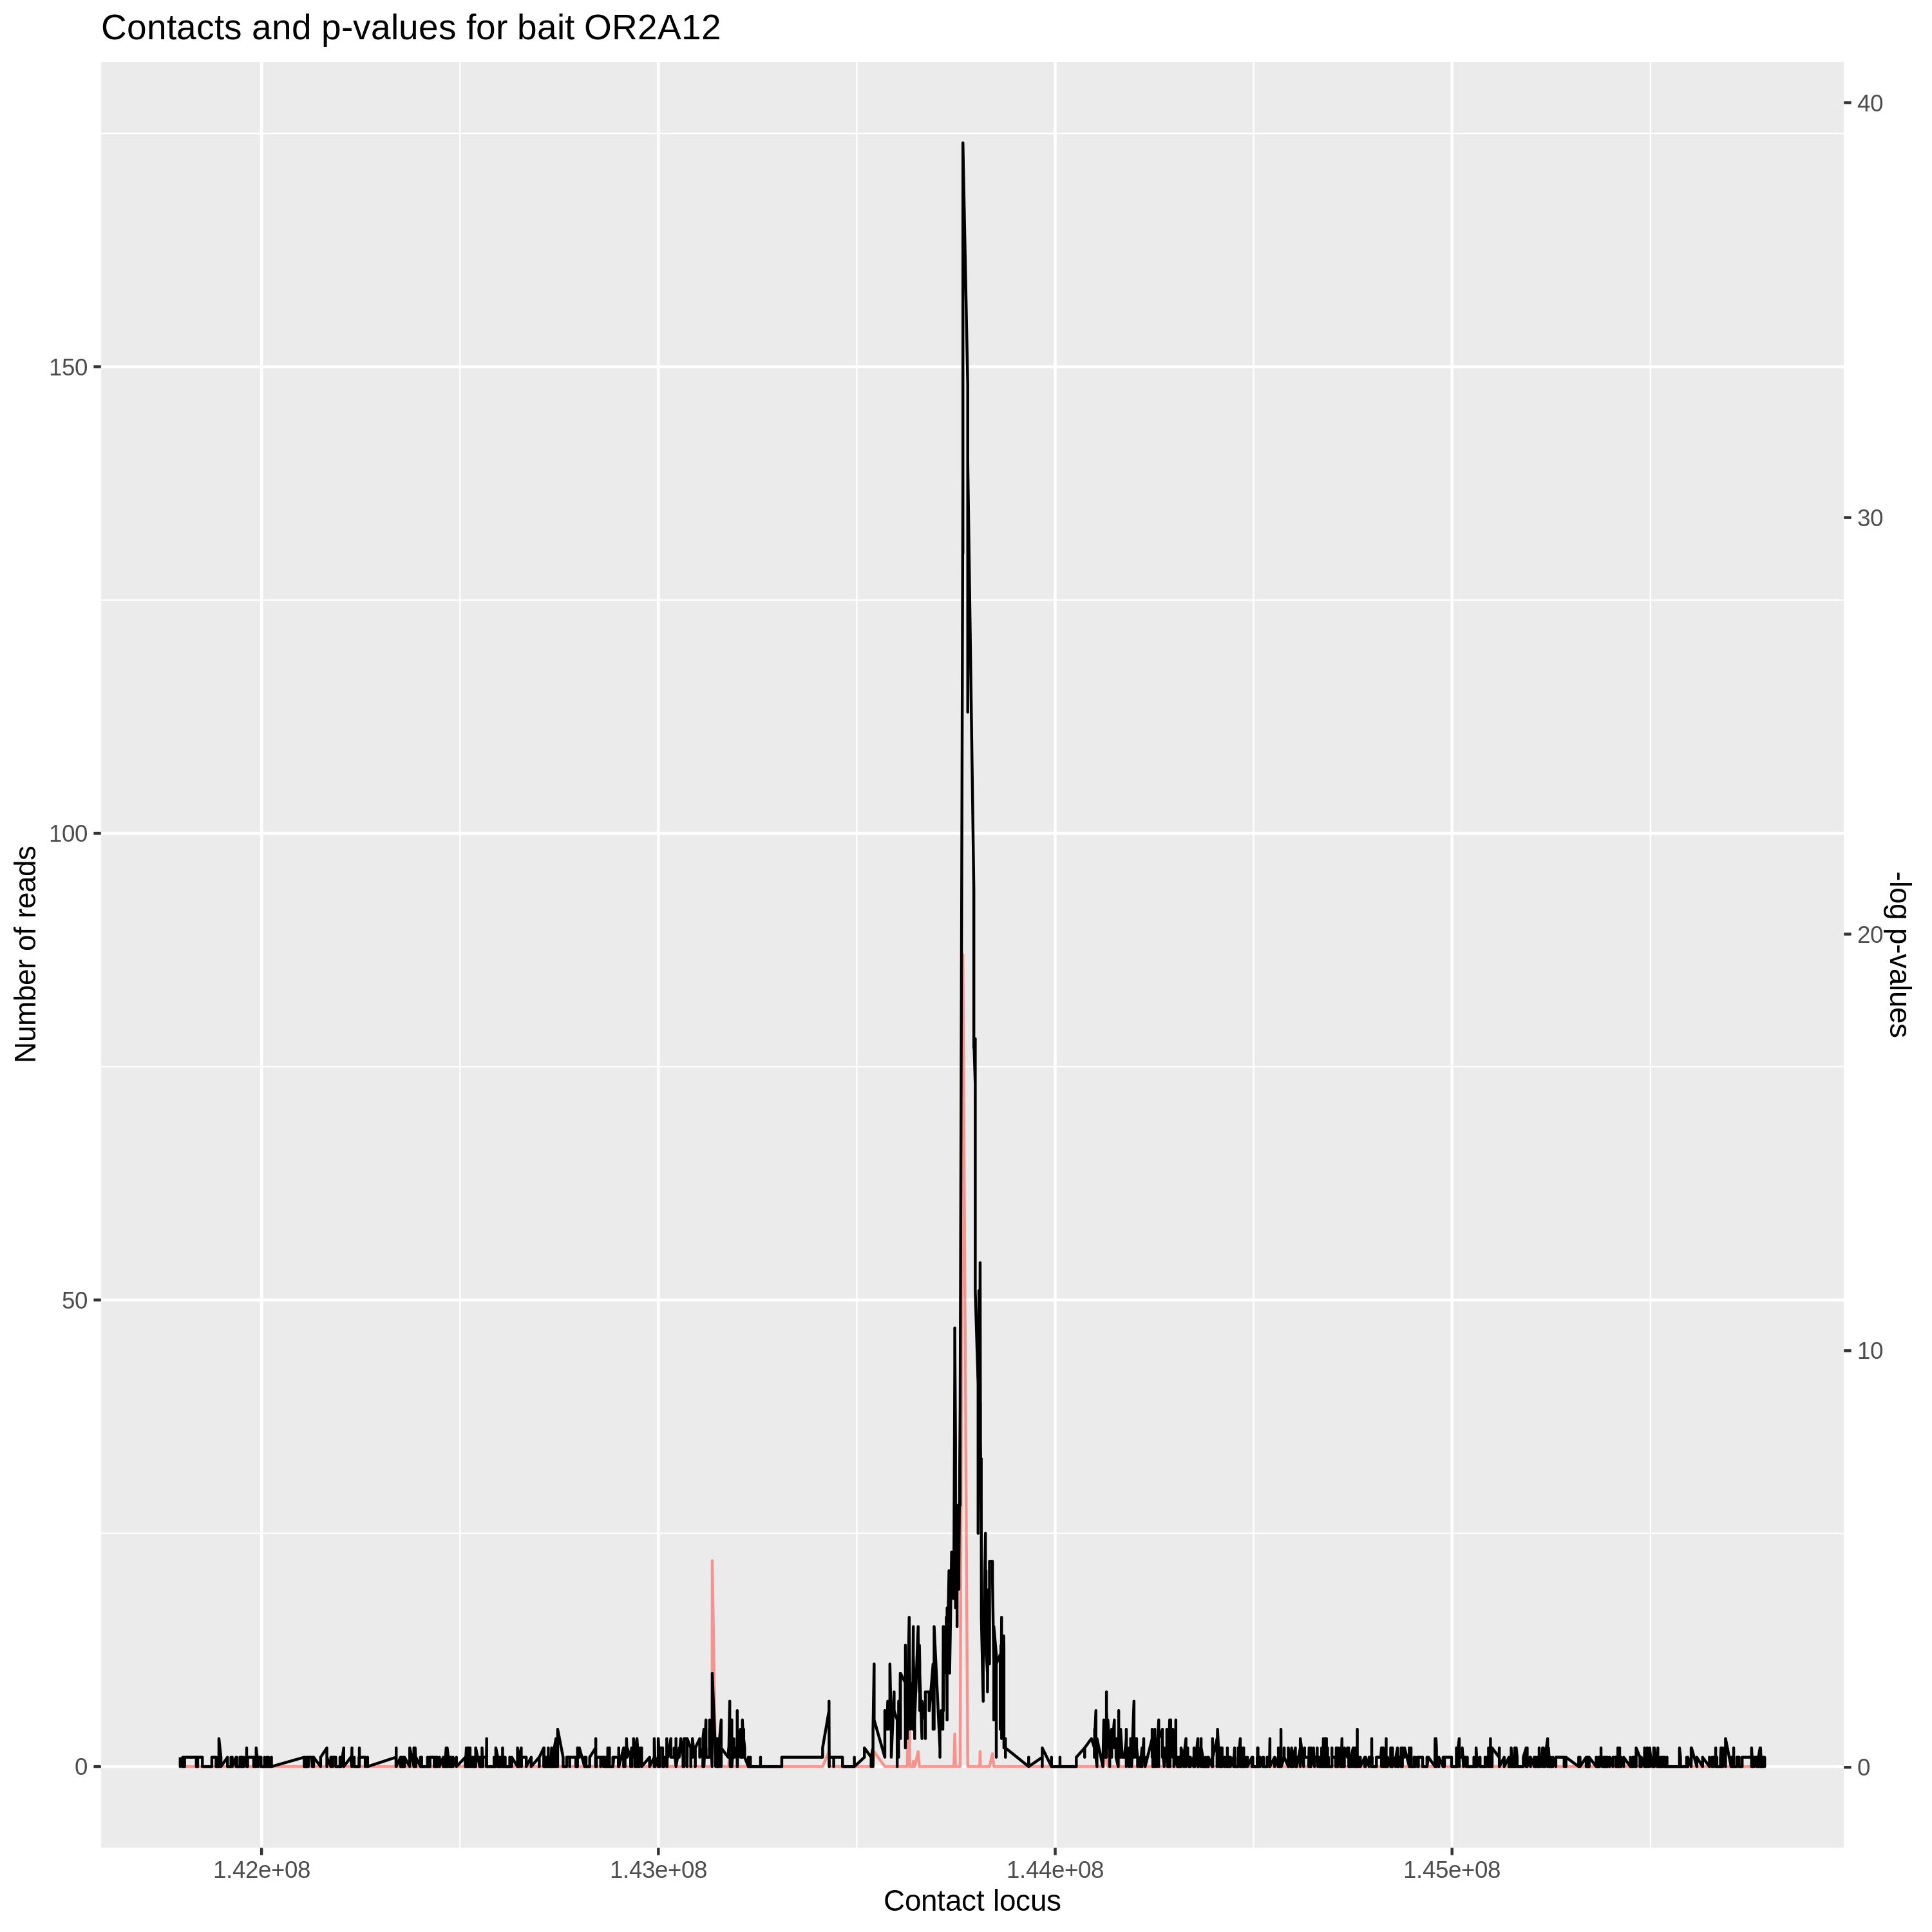 Contacts and p-values for bait OR2A12
40
150
30
100
Number of reads
-log p-values
20
50
10
0
0
1.42e+08
1.43e+08
1.44e+08
1.45e+08
Contact locus